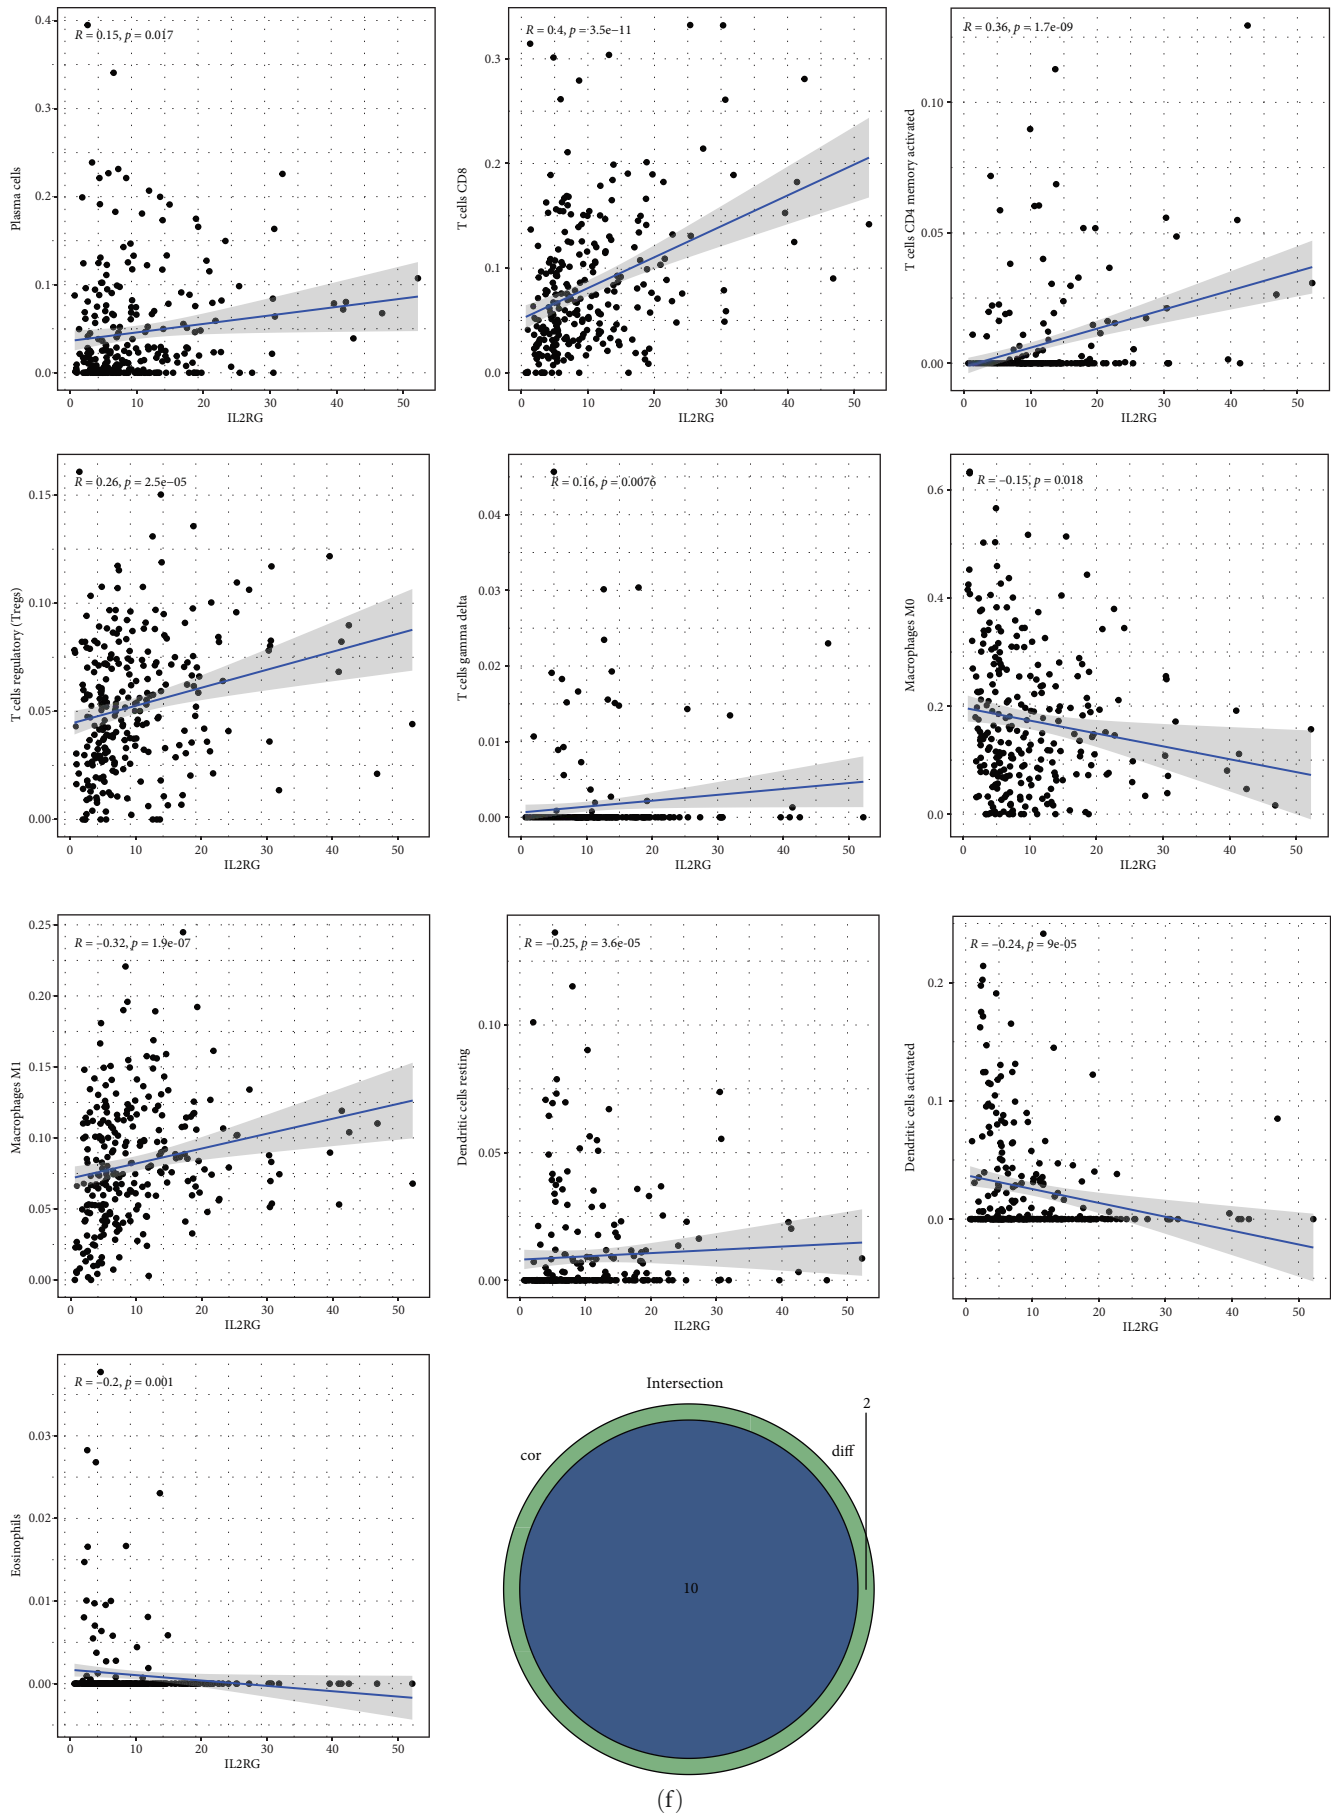 R = 0.15, p = 0.017
Plasma cells
0.4
0.3
0.2
0.1
0.0
0 10 20 30 40 50
IL2RG
R = 0.4, p = 3.5e−11
T cells CD8
0.3
0.2
0.1
0.0
0 10 20 30 40 50
IL2RG
R = 0.36, p = 1.7e-09
T cells CD4 memory activated
0.10
0.05
0.00
0 10 20 30 40 50
IL2RG
R = 0.26, p = 2.5e−05
T cells regulatory (Tregs)
0.15
0.10
0.05
0.00
0 10 20 30 40 50
IL2RG
R = 0.16, p = 0.0076
T cells gamma delta
0.04
0.03
0.02
0.01
0.00
0 10 20 30 40 50
IL2RG
R = −0.15, p = 0.018
Macrophages M0
0.6
0.4
0.2
0.0
0 10 20 30 40 50
IL2RG
R = −0.32, p = 1.9e-07
Macrophages M1
0.25
0.20
0.15
0.10
0.05
0.00
0 10 20 30 40 50
IL2RG
R = −0.25, p = 3.6e-05
Dendritic cells resting
0.10
0.05
0.00
0 10 20 30 40 50
IL2RG
R = −0.24, p = 9e-05
Dendritic cells activated
0.2
0.1
0.0
0 10 20 30 40 50
IL2RG
R = −0.2, p = 0.001
Eosinophils
0.03
0.02
0.01
0.00
0 10 20 30 40 50
IL2RG
Intersection
2
cor
diff
10
(f)